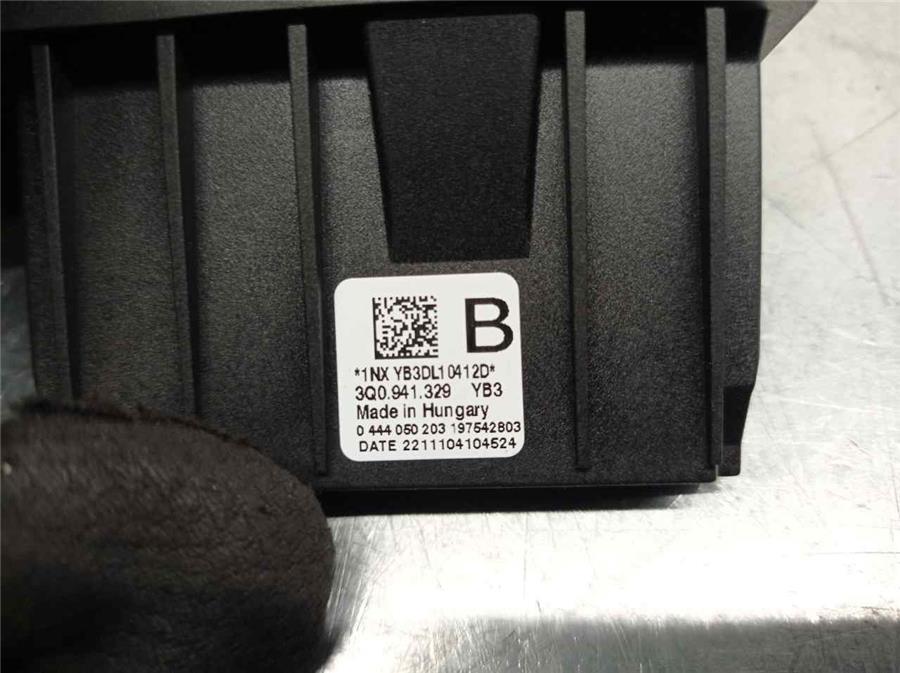 B
*1NX YB3DL10412D*
3Q0.941.329 YB3
Made in Hungary
0 444 050 203 197542803
DATE 2211104104524